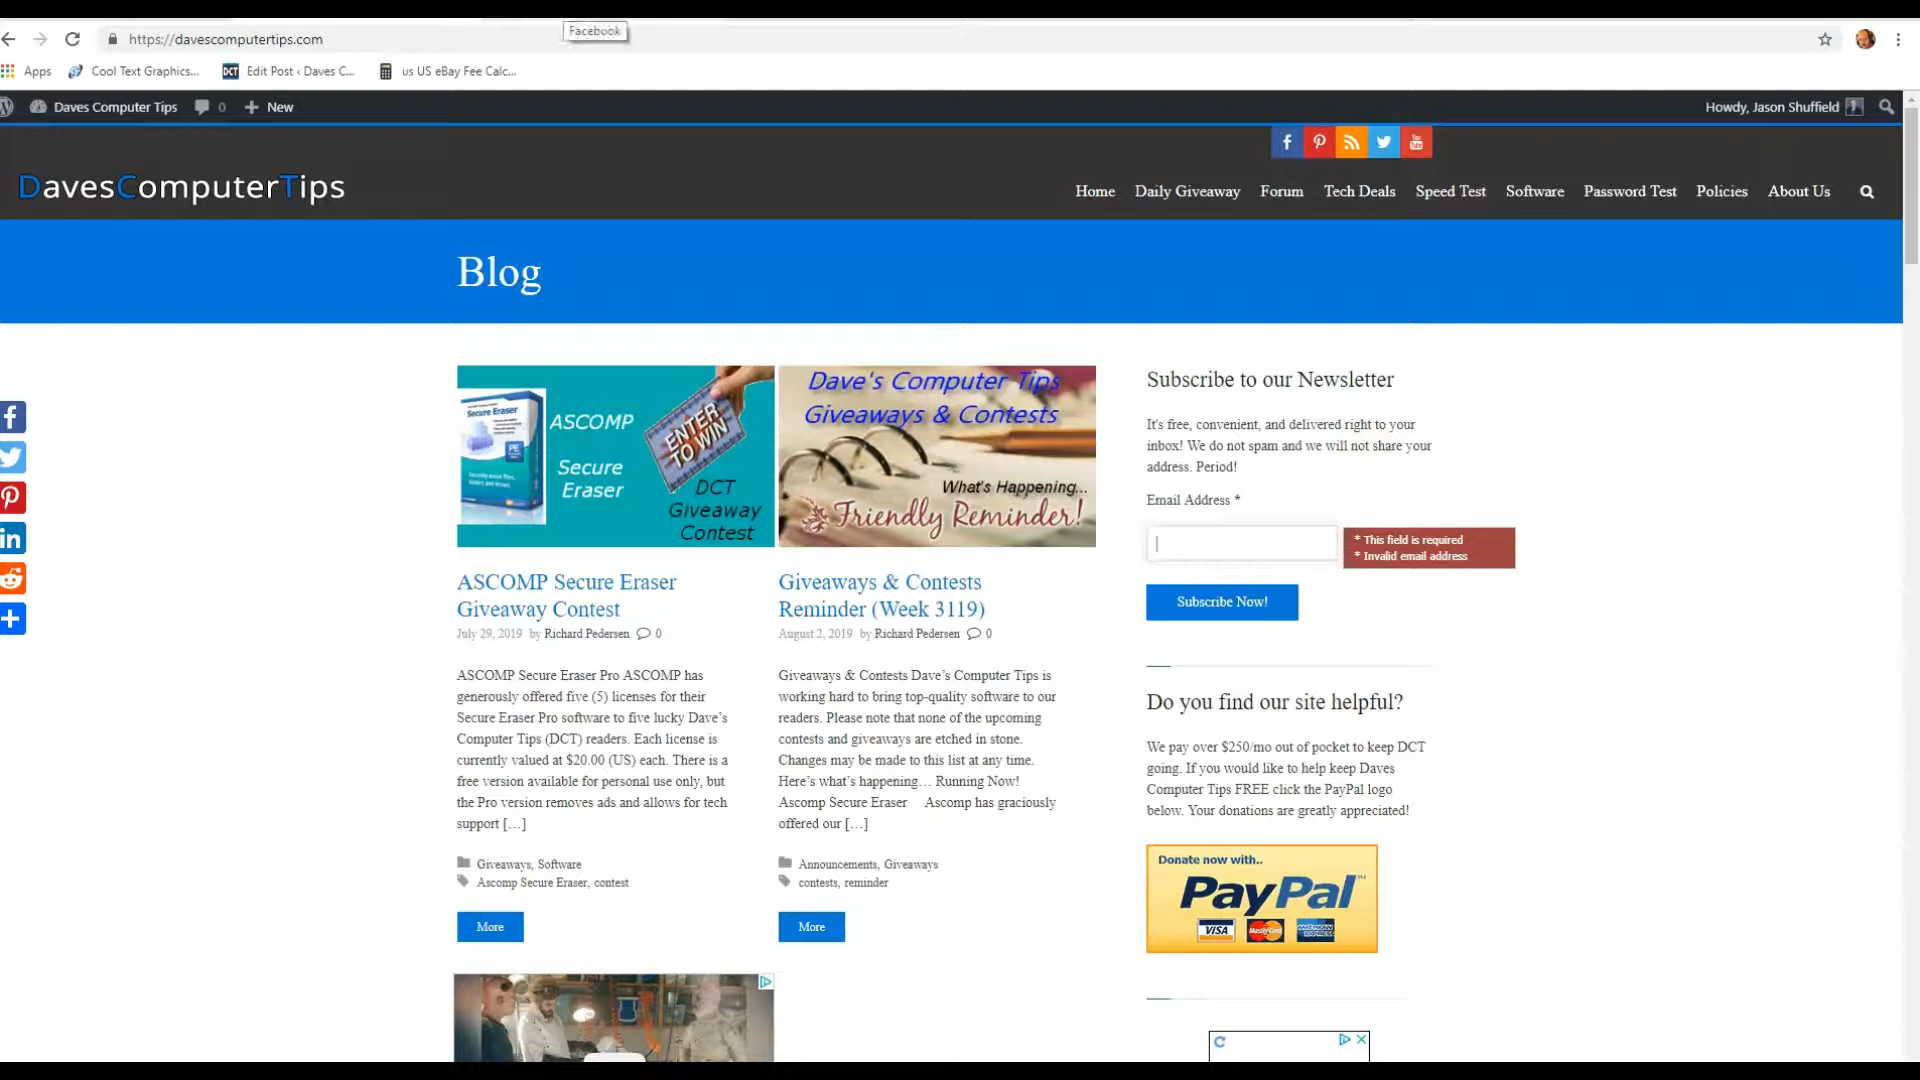 Facebook
https://davescomputertips.com
Apps
Cool Text Graphics...
DCT
Edit Post ‹ Daves C...
us US eBay Fee Calc...
Daves Computer Tips
0
New
Howdy, Jason Shuffield
DavesComputerTips
Home
Daily Giveaway
Forum
Tech Deals
Speed Test
Software
Password Test
Policies
About Us
Blog
Secure Eraser
PE
ASCOMP
Secure
Eraser
ENTER
TO WIN
DCT
Giveaway
Contest
Dave's Computer Tips
Giveaways & Contests
What's Happening...
Friendly Reminder!
ASCOMP Secure Eraser
Giveaway Contest
July 29, 2019 by Richard Pedersen 0
ASCOMP Secure Eraser Pro ASCOMP has
generously offered five (5) licenses for their
Secure Eraser Pro software to five lucky Dave’s
Computer Tips (DCT) readers. Each license is
currently valued at $20.00 (US) each. There is a
free version available for personal use only, but
the Pro version removes ads and allows for tech
support […]
Giveaways, Software
Ascomp Secure Eraser, contest
More
Giveaways & Contests
Reminder (Week 3119)
August 2, 2019 by Richard Pedersen 0
Giveaways & Contests Dave’s Computer Tips is
working hard to bring top-quality software to our
readers. Please note that none of the upcoming
contests and giveaways are etched in stone.
Changes may be made to this list at any time.
Here’s what’s happening… Running Now!
Ascomp Secure Eraser Ascomp has graciously
offered our […]
Announcements, Giveaways
contests, reminder
More
Subscribe to our Newsletter
It's free, convenient, and delivered right to your
inbox! We do not spam and we will not share your
address. Period!
Email Address *
* This field is required
* Invalid email address
Subscribe Now!
Do you find our site helpful?
We pay over $250/mo out of pocket to keep DCT
going. If you would like to help keep Daves
Computer Tips FREE click the PayPal logo
below. Your donations are greatly appreciated!
Donate now with..
PayPal
VISA
MasterCard